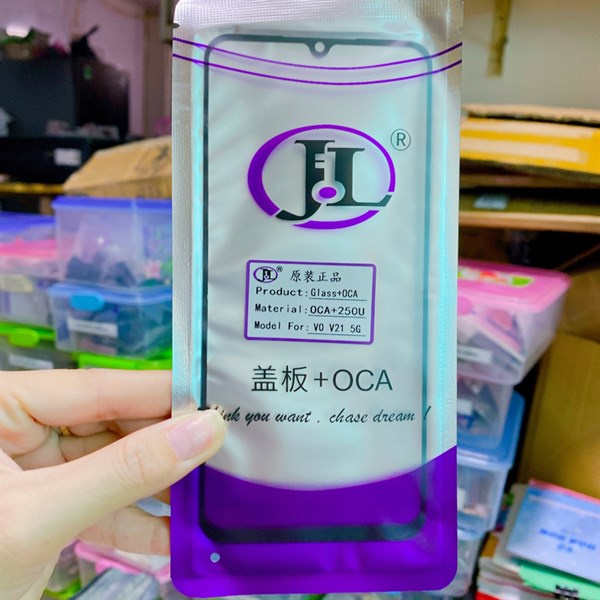 JL ®
JL ® 原装正品
Product: Glass+OCA
Material: OCA+250U
Model For: VO V21 5G
盖板+OCA
you want , chase dream !